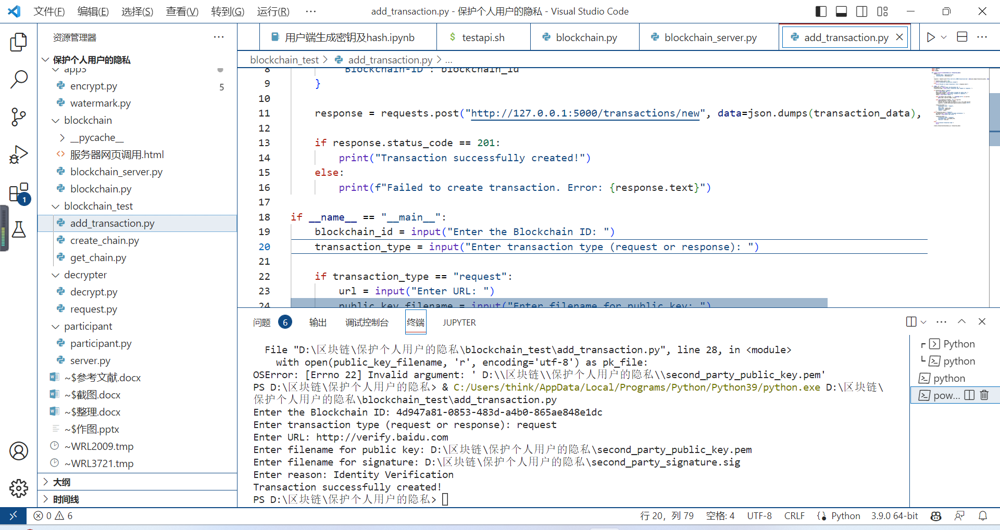 文件(F) 编辑(E) 选择(S) 查看(V) 转到(G) 运行(R) ··· add_transaction.py - 保护个人用户的隐私 - Visual Studio Code
资源管理器 ···
用户端生成密钥及hash.ipynb $ testapi.sh blockchain.py blockchain_server.py add_transaction.py
blockchain_test > add_transaction.py > ...
保护个人用户的隐私
app3
encrypt.py 5
watermark.py
blockchain
__pycache__
服务器网页调用.html
blockchain_server.py
blockchain.py
blockchain_test
add_transaction.py
create_chain.py
get_chain.py
decrypter
decrypt.py
request.py
participant
participant.py
server.py
~$参考文献.docx
~$截图.docx
~$整理.docx
~$作图.pptx
~WRL2009.tmp
~WRL3721.tmp
大纲
时间线
1
8 "Blockchain-ID": blockchain_id
9 }
10
11 response = requests.post("http://127.0.0.1:5000/transactions/new", data=json.dumps(transaction_data),
12
13 if response.status_code == 201:
14 print("Transaction successfully created!")
15 else:
16 print(f"Failed to create transaction. Error: {response.text}")
17
18 if __name__ == "__main__":
19 blockchain_id = input("Enter the Blockchain ID: ")
20 transaction_type = input("Enter transaction type (request or response): ")
21
22 if transaction_type == "request":
23 url = input("Enter URL: ")
24 public_key_filename = input("Enter filename for public key: ")
问题 6 输出 调试控制台 终端 JUPYTER
File "D:\区块链\保护个人用户的隐私\blockchain_test\add_transaction.py", line 28, in <module>
with open(public_key_filename, 'r', encoding='utf-8') as pk_file:
OSError: [Errno 22] Invalid argument: ' D:\\区块链\\保护个人用户的隐私\\second_party_public_key.pem'
PS D:\区块链\保护个人用户的隐私> & C:/Users/think/AppData/Local/Programs/Python/Python39/python.exe D:\区块链\
保护个人用户的隐私\blockchain_test\add_transaction.py
Enter the Blockchain ID: 4d947a81-0853-483d-a4b0-865ae848e1dc
Enter transaction type (request or response): request
Enter URL: http://verify.baidu.com
Enter filename for public key: D:\区块链\保护个人用户的隐私\second_party_public_key.pem
Enter filename for signature: D:\区块链\保护个人用户的隐私\second_party_signature.sig
Enter reason: Identity Verification
Transaction successfully created!
PS D:\区块链\保护个人用户的隐私>
Python
python
python
pow...
0 6 行 20，列 79 空格: 4 UTF-8 CRLF Python 3.9.0 64-bit